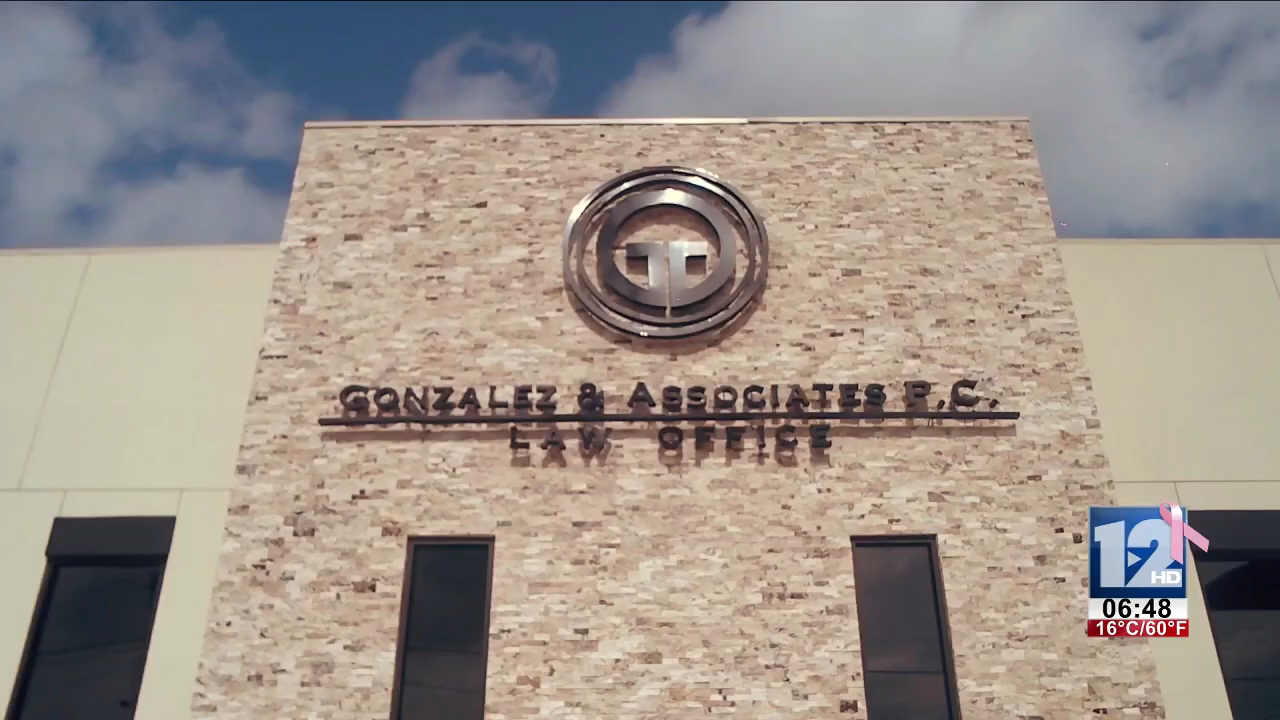 GONZALEZ & ASSOCIATES P.C.
LAW OFFICE
12
HD
06:48
16°C/60°F